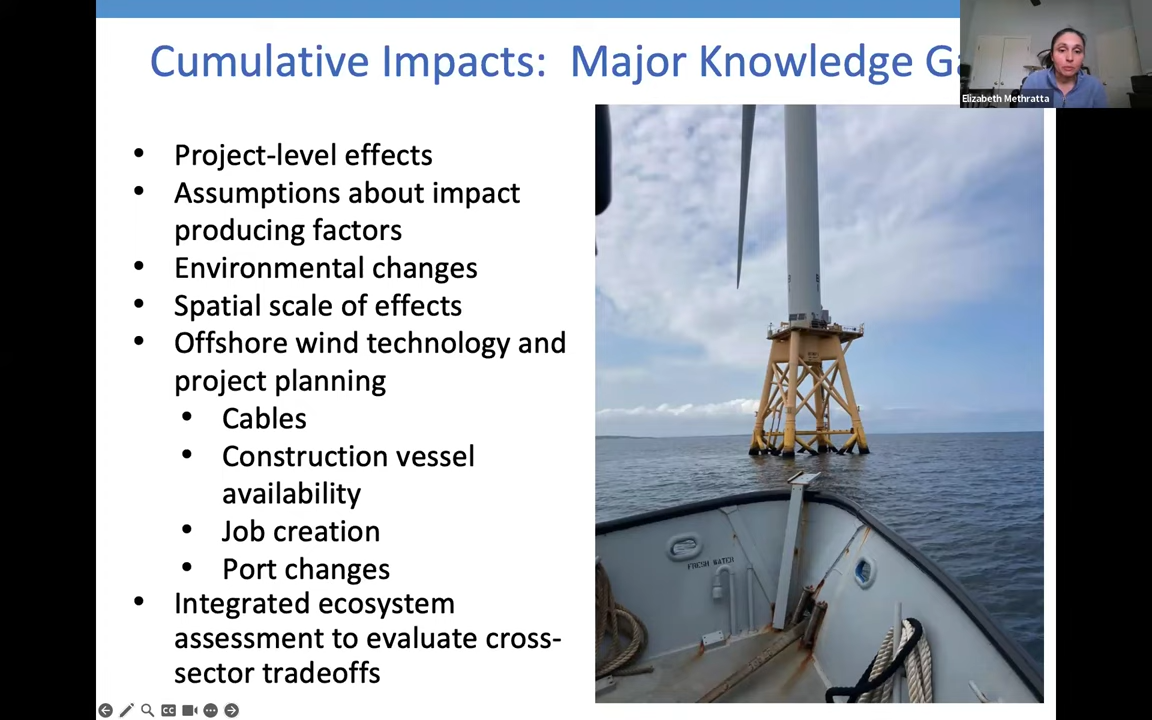 Cumulative Impacts: Major Knowledge
Elizabeth Methratta
• Project-level effects
• Assumptions about impact
producing factors
• Environmental changes
• Spatial scale of effects
• Offshore wind technology and
project planning
• Cables
• Construction vessel
availability
• Job creation
• Port changes
• Integrated ecosystem
assessment to evaluate cross-
sector tradeoffs
FRESH WATER